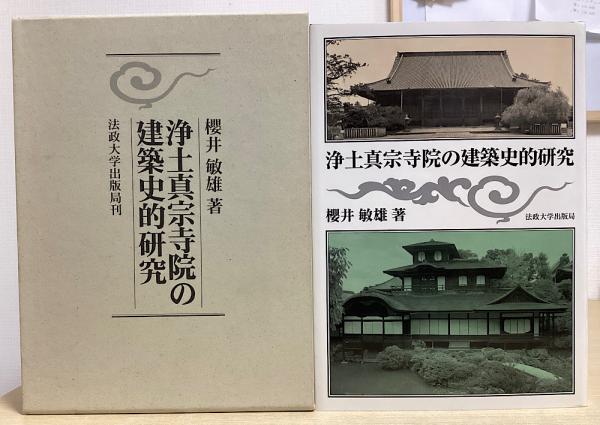 櫻井 敏雄 著
浄土真宗寺院の
建築史的研究
法政大学出版局刊
浄土真宗寺院の建築史的研究
櫻井 敏雄 著
法政大学出版局